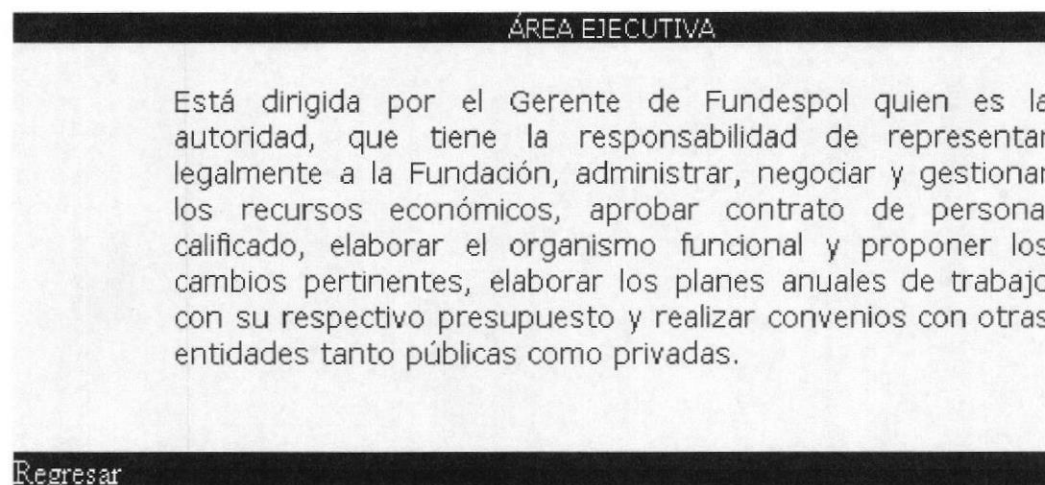 ÁREA EJECUTIVA
Está dirigida por el Gerente de Fundespol quien es la
autoridad, que tiene la responsabilidad de representar
legalmente a la Fundación, administrar, negociar y gestionar
los recursos económicos, aprobar contrato de personal
calificado, elaborar el organismo funcional y proponer los
cambios pertinentes, elaborar los planes anuales de trabajo
con su respectivo presupuesto y realizar convenios con otras
entidades tanto públicas como privadas.
Regresar